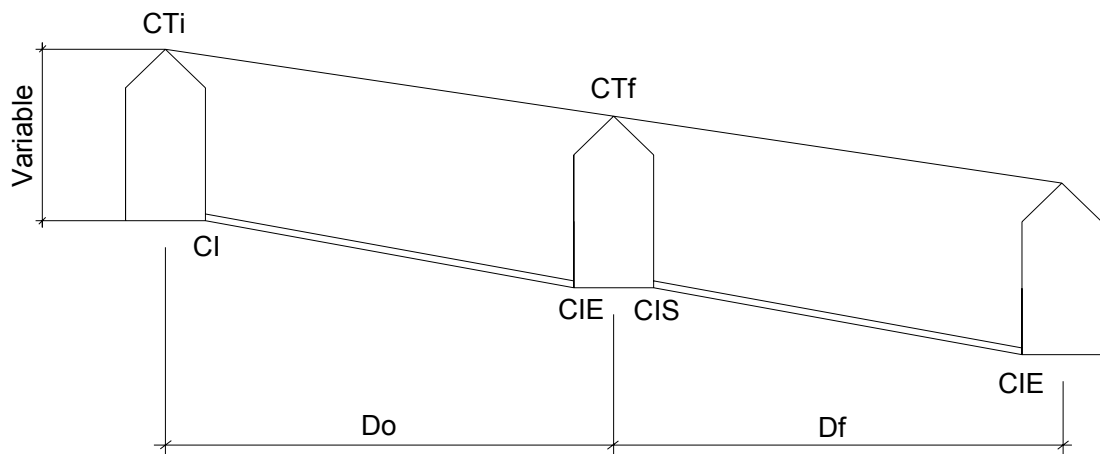 CTi
CTf
Variable
CI
CIE
CIS
CIE
Do
Df